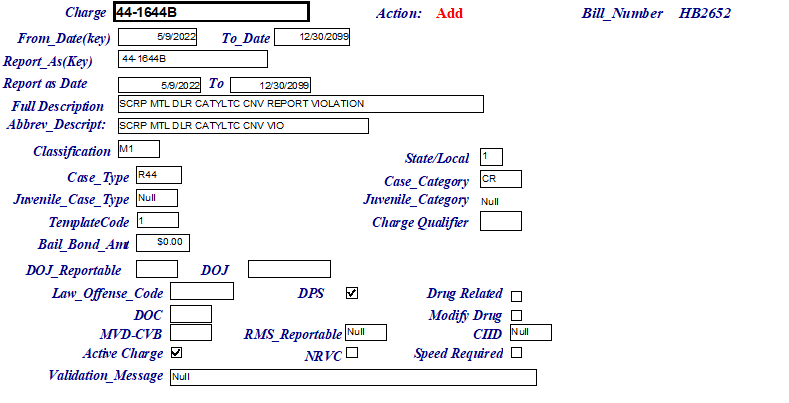 Charge 44-1644B Action: Add Bill_Number HB2652
From_Date(key) 5/9/2022 To_Date 12/30/2099
Report_As(Key) 44-1644B
Report as Date 5/9/2022 To 12/30/2099
Full Description SCRP MTL DLR CATYLTC CNV REPORT VIOLATION
Abbrev_Descript: SCRP MTL DLR CATYLTC CNV VIO
Classification M1 State/Local 1
Case_Type R44 Case_Category CR
Juvenile_Case_Type Null Juvenile_Category Null
TemplateCode 1 Charge Qualifier
Bail_Bond_Amt $0.00
DOJ_Reportable DOJ
Law_Offense_Code DPS Drug Related
DOC Modify Drug
MVD-CVB RMS_Reportable Null CIID Null
Active Charge NRVC Speed Required
Validation_Message Null